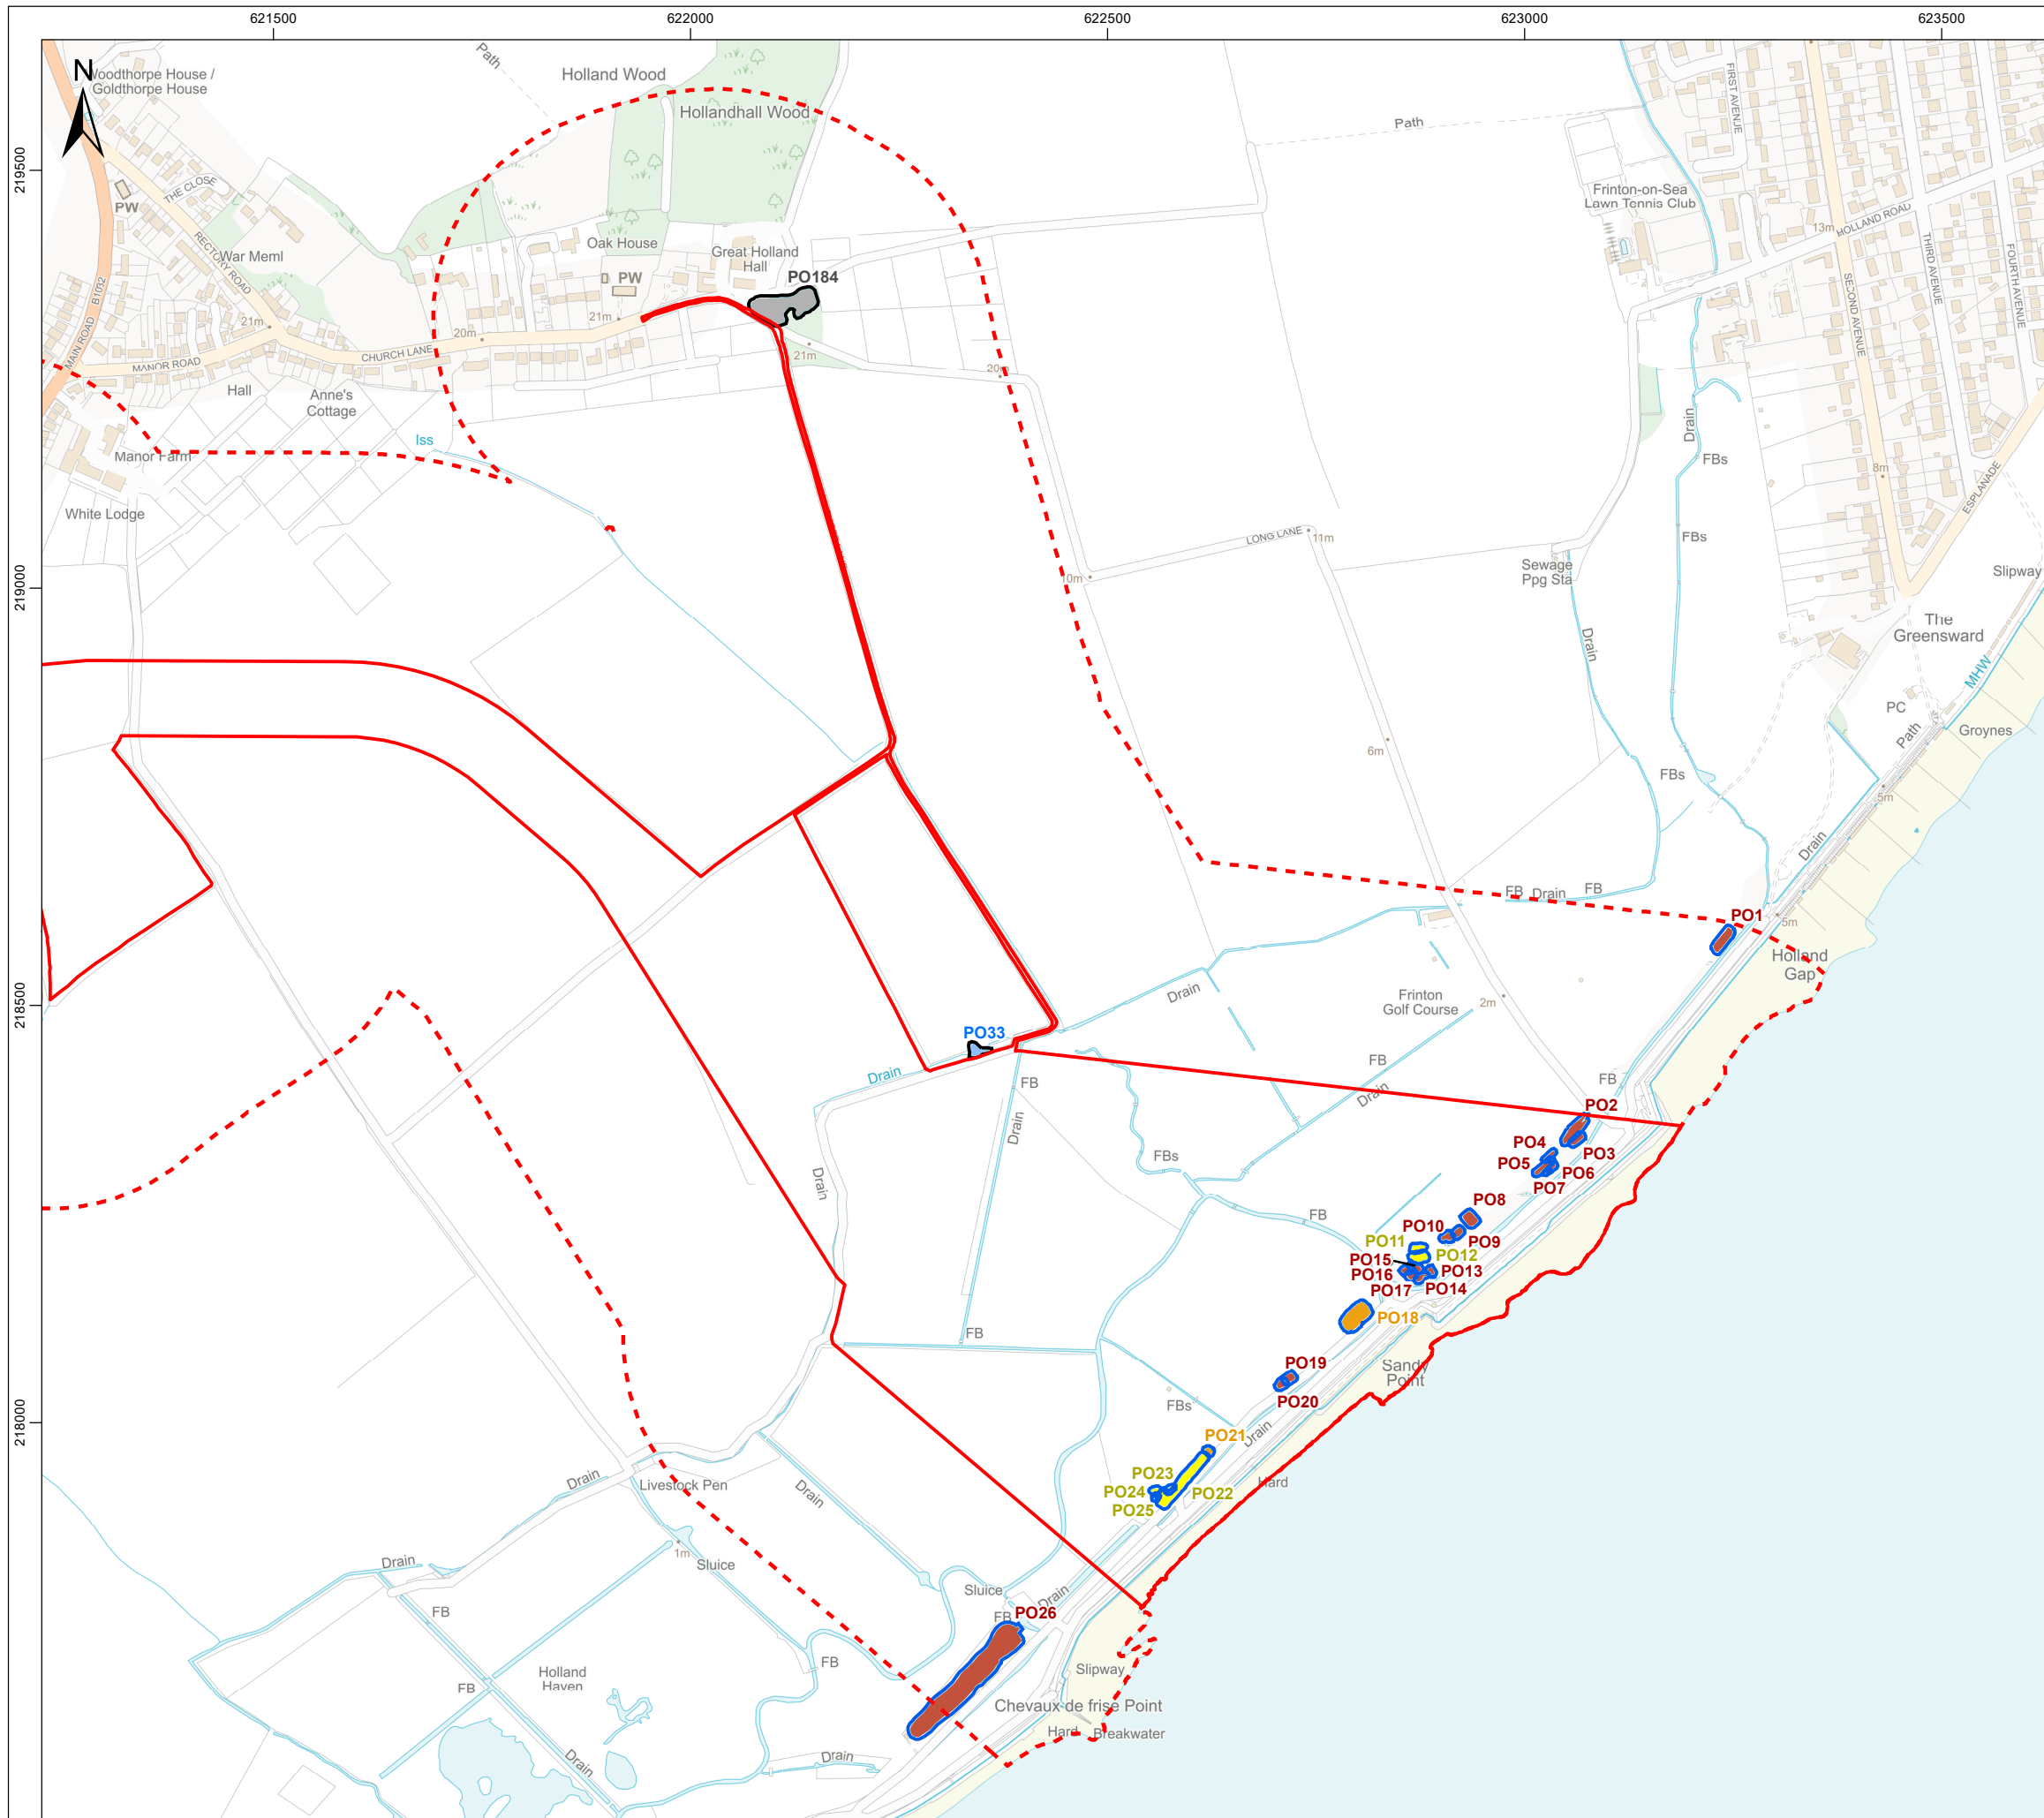 621500
622000
622500
623000
623500
219500
219000
218500
218000
N
Woodthorpe House /
Goldthorpe House
Path
Holland Wood
Hollandhall Wood
Path
FIRST AVENUE
Frinton-on-Sea
Lawn Tennis Club
THE CLOSE
PW
RECTORY ROAD
War Meml
Oak House
Great Holland
Hall
PO184
PW
13m
HOLLAND ROAD
THIRD AVENUE
FOURTH AVENUE
SECOND AVENUE
MAIN ROAD
B1032
21m
20m
21m
CHURCH LANE
21m
20m
MANOR ROAD
Hall
Anne's
Cottage
Iss
Manor Farm
White Lodge
Drain
FBs
8m
ESPLANADE
FBs
LONG LANE
11m
10m
Sewage
Ppg Sta
Slipway
The
Greensward
Drain
MHW
PC
Path
Groynes
6m
FBs
5m
Drain
FB
Drain
FB
PO1
5m
Holland
Gap
Drain
Frinton
Golf Course
2m
PO33
Drain
FB
FB
Drain
FB
Drain
PO2
PO4
PO3
PO5
PO6
PO7
FBs
Drain
PO8
FB
PO10
PO9
PO11
PO12
PO15
PO13
PO16
PO14
PO17
PO18
FB
Sandy
Point
PO19
PO20
FBs
PO21
Drain
PO23
PO24
PO22
PO25
Hard
Drain
Livestock Pen
Drain
1m
Sluice
Drain
Sluice
Drain
FB
FB
PO26
FB
Holland
Haven
FB
Slipway
Chevaux de frise Point
Hard
Breakwater
Drain
Drain